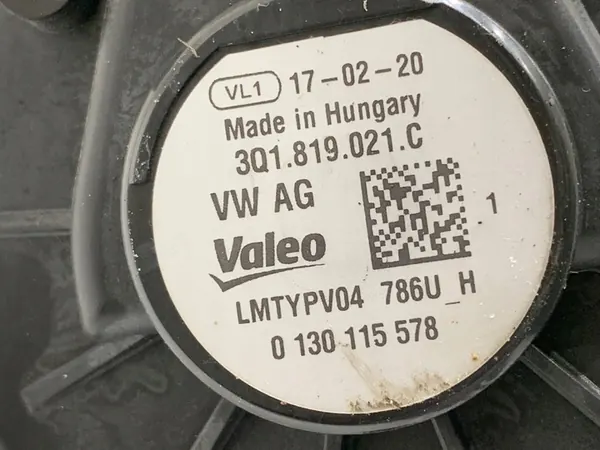 VL1 17-02-20
Made in Hungary
3Q1.819.021.C
VW AG
1
Valeo
LMTYPV04 786U_H
0 130 115 578